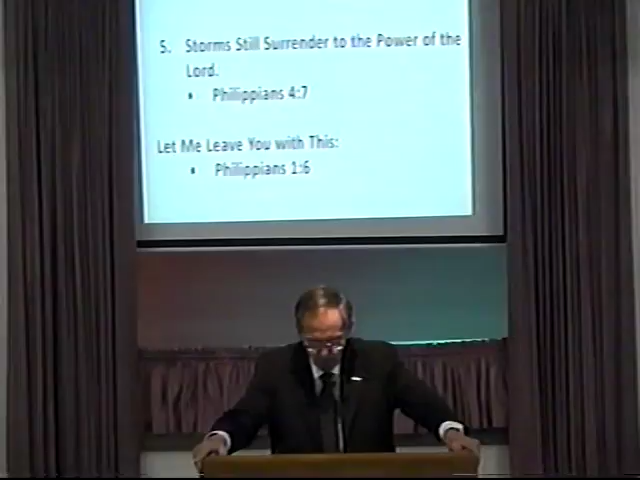 5. Storms Still Surrender to the Power of the
Lord.
• Philippians 4:7
Let Me Leave You with This:
• Philippians 1:6